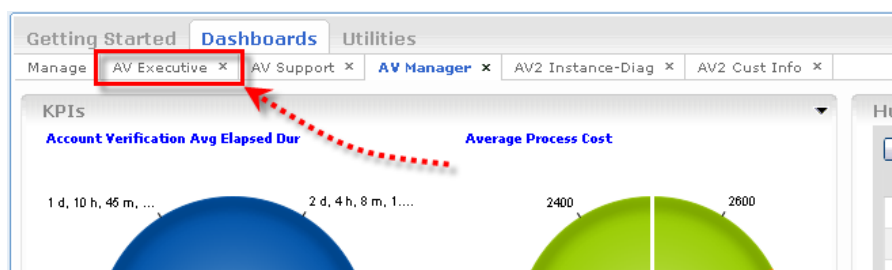 Getting Started Dashboards Utilities
Manage AV Executive × AV Support × AV Manager × AV2 Instance-Diag × AV2 Cust Info ×
KPIs
Account Verification Avg Elapsed Dur Average Process Cost
1 d, 10 h, 45 m, ... 2 d, 4 h, 8 m, 1.... 2400 2600